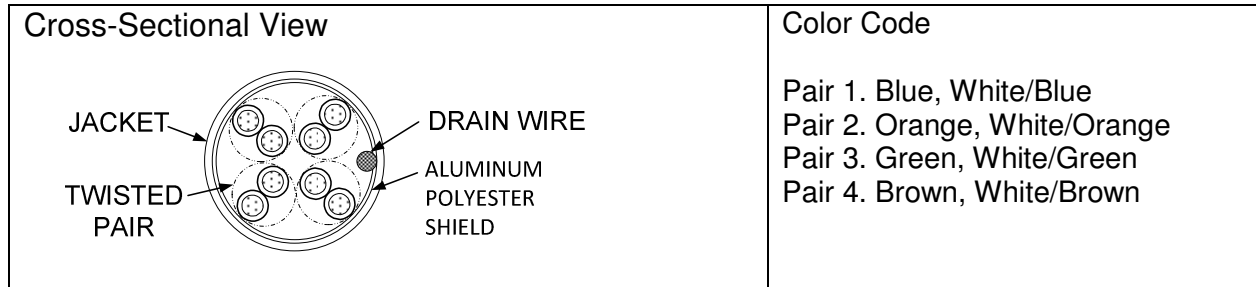 Cross-Sectional View
JACKET
TWISTED
PAIR
DRAIN WIRE
ALUMINUM
POLYESTER
SHIELD
Color Code
Pair 1. Blue, White/Blue
Pair 2. Orange, White/Orange
Pair 3. Green, White/Green
Pair 4. Brown, White/Brown